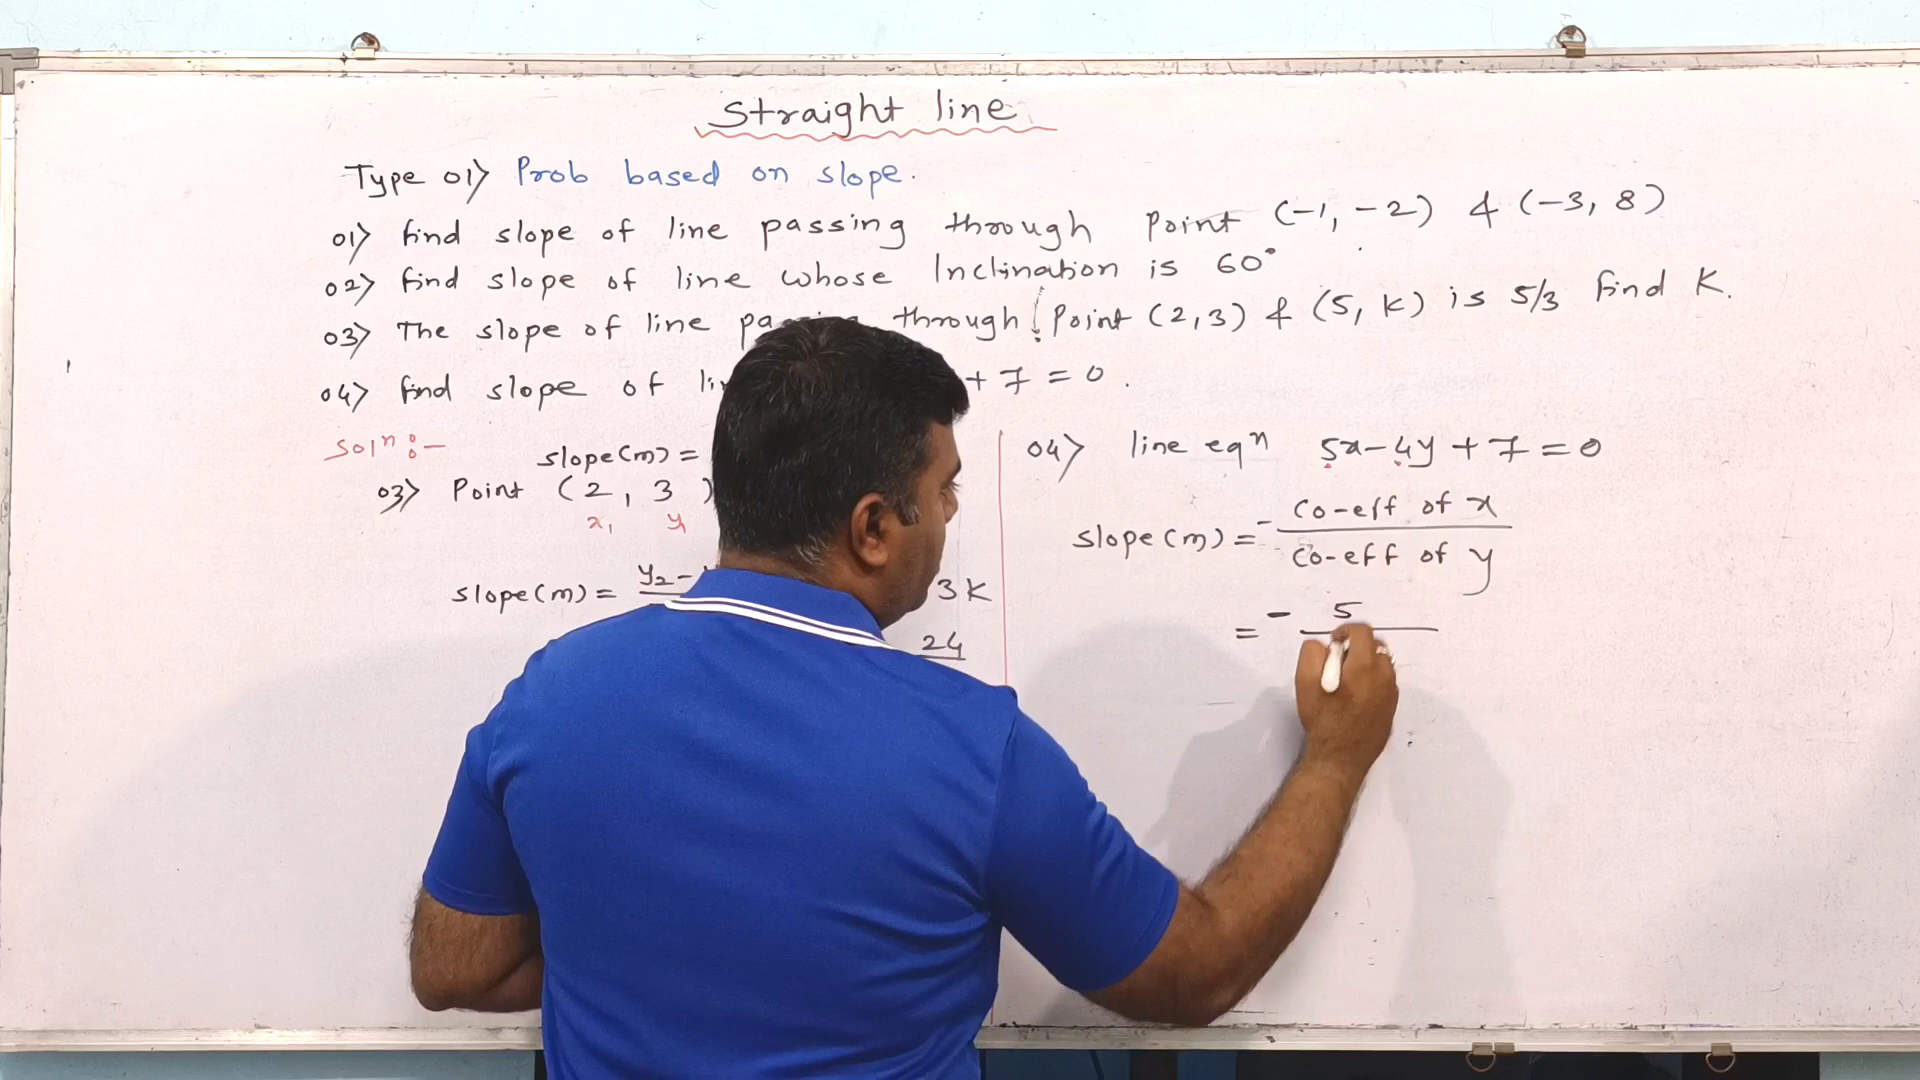 Straight line
Type 01) Prob based on slope.
01) find slope of line passing through Point (-1, -2) & (-3, 8)
02) find slope of line whose Inclination is 60°
03) The slope of line through Point (2,3) & (5, K) is 5/3 find K.
04) find slope of + 7 = 0.
Soln :-
slope(m) =
03) Point (2, 3)
x₁ y₁
slope(m) = y₂ -
3K
24
04) line eqⁿ 5x - 4y + 7 = 0
slope(m) = - Co-eff of x / Co-eff of y
= - 5